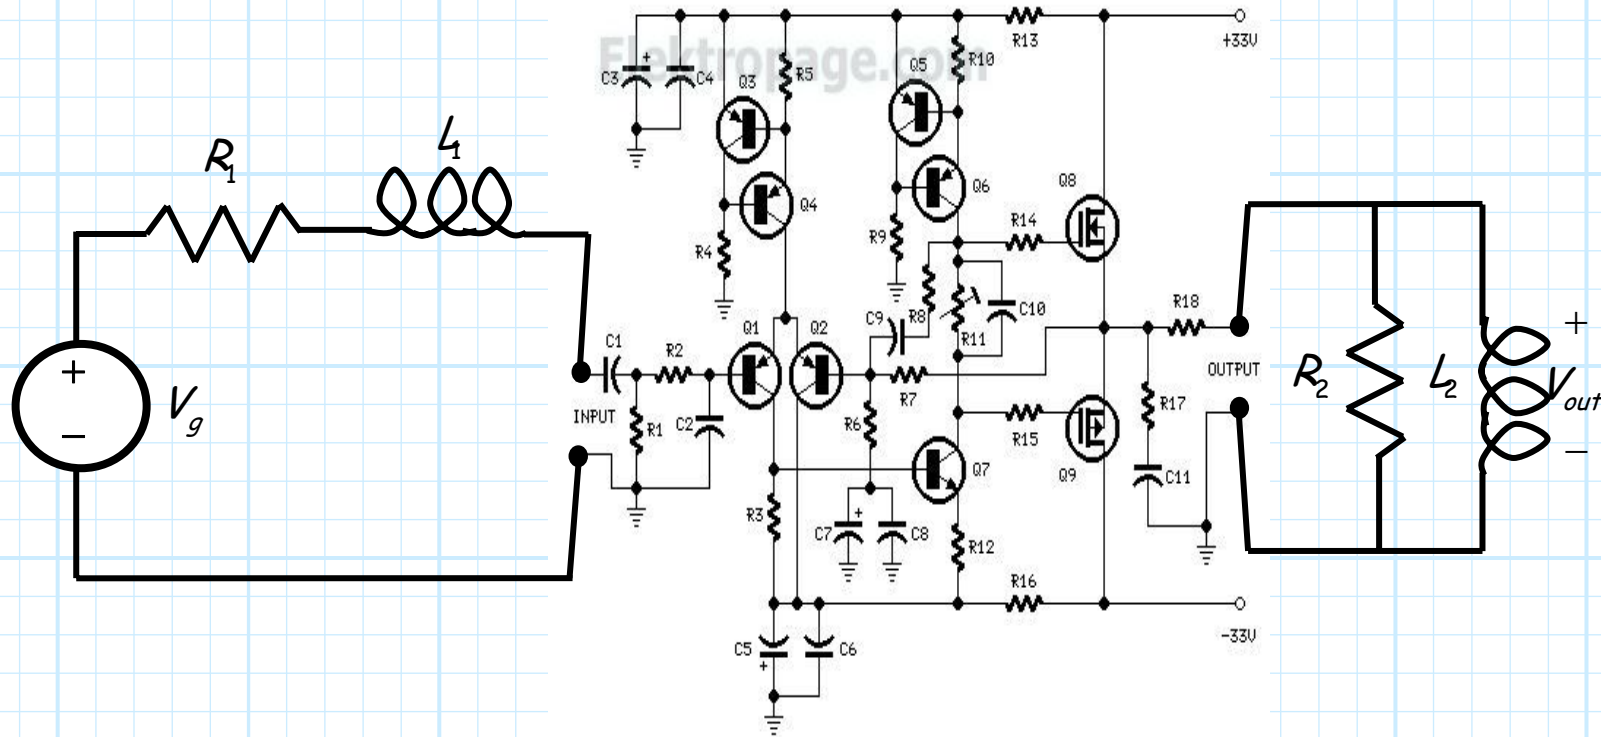 Elektropage.com
R13
+33V
C3
+
C4
Q3
R5
Q5
R10
Q4
Q6
Q8
R4
R9
R14
R8
C9
R11
C10
R18
R1
L1
+
−
Vg
C1
R2
Q1
Q2
R7
INPUT
R1
C2
R6
R15
R17
OUTPUT
R2
L2
+
Vout
−
Q7
Q9
C11
R3
C7
+
C8
R12
R16
-33V
C5
+
C6